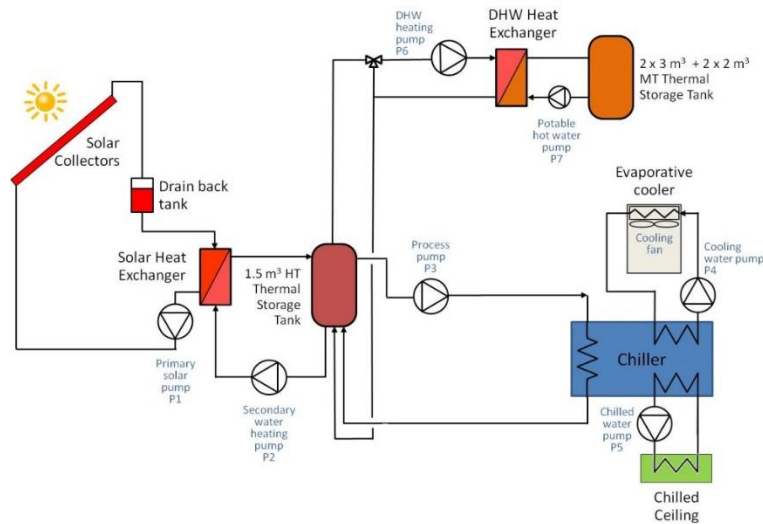 DHW
heating
pump
P6
DHW Heat
Exchanger
2 x 3 m³ + 2 x 2 m³
MT Thermal
Storage Tank
Potable
hot water
pump
P7
Solar
Collectors
Drain back
tank
Solar Heat
Exchanger
1.5 m³ HT
Thermal
Storage
Tank
Process
pump
P3
Evaporative
cooler
Cooling
fan
Cooling
water pump
P4
Chiller
Primary
solar
pump
P1
Secondary
water
heating
pump
P2
Chilled
water
pump
P5
Chilled
Ceiling